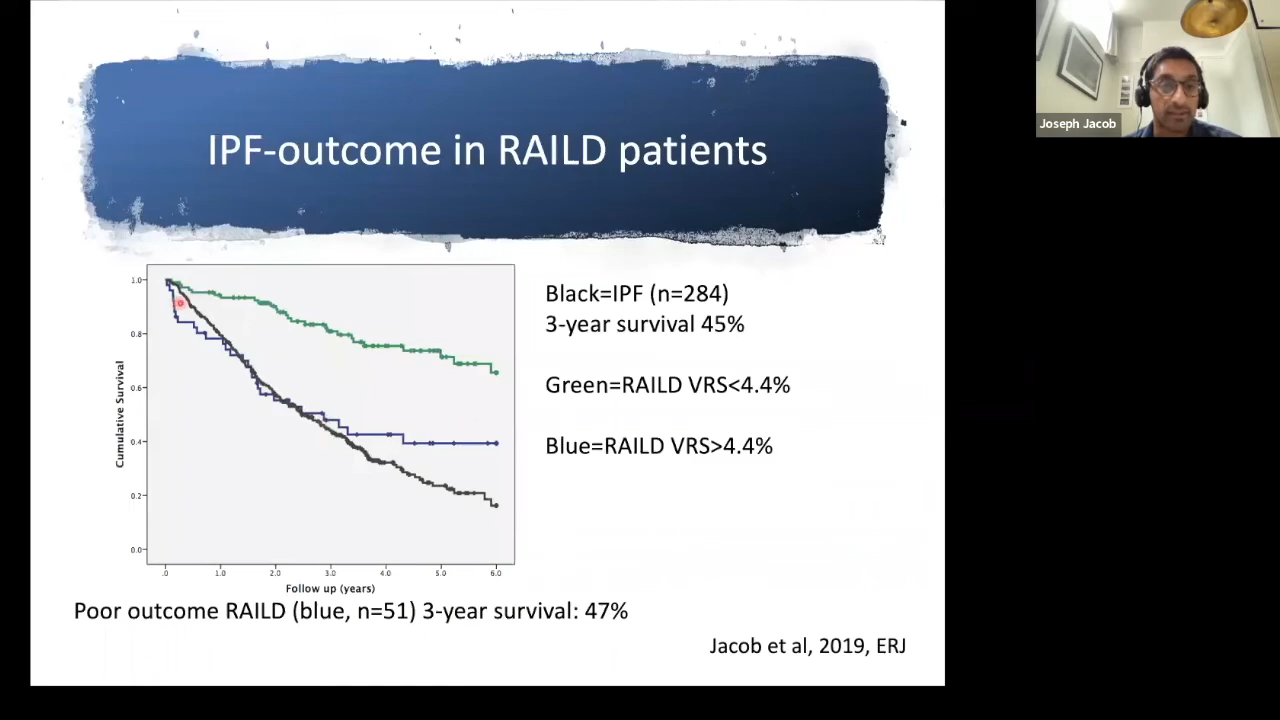 IPF-outcome in RAILD patients
Joseph Jacob
Black=IPF (n=284)
3-year survival 45%
Green=RAILD VRS<4.4%
Blue=RAILD VRS>4.4%
Cumulative Survival
1.0
0.8
0.6
0.4
0.2
0.0
.0 1.0 2.0 3.0 4.0 5.0 6.0
Follow up (years)
Poor outcome RAILD (blue, n=51) 3-year survival: 47%
Jacob et al, 2019, ERJ